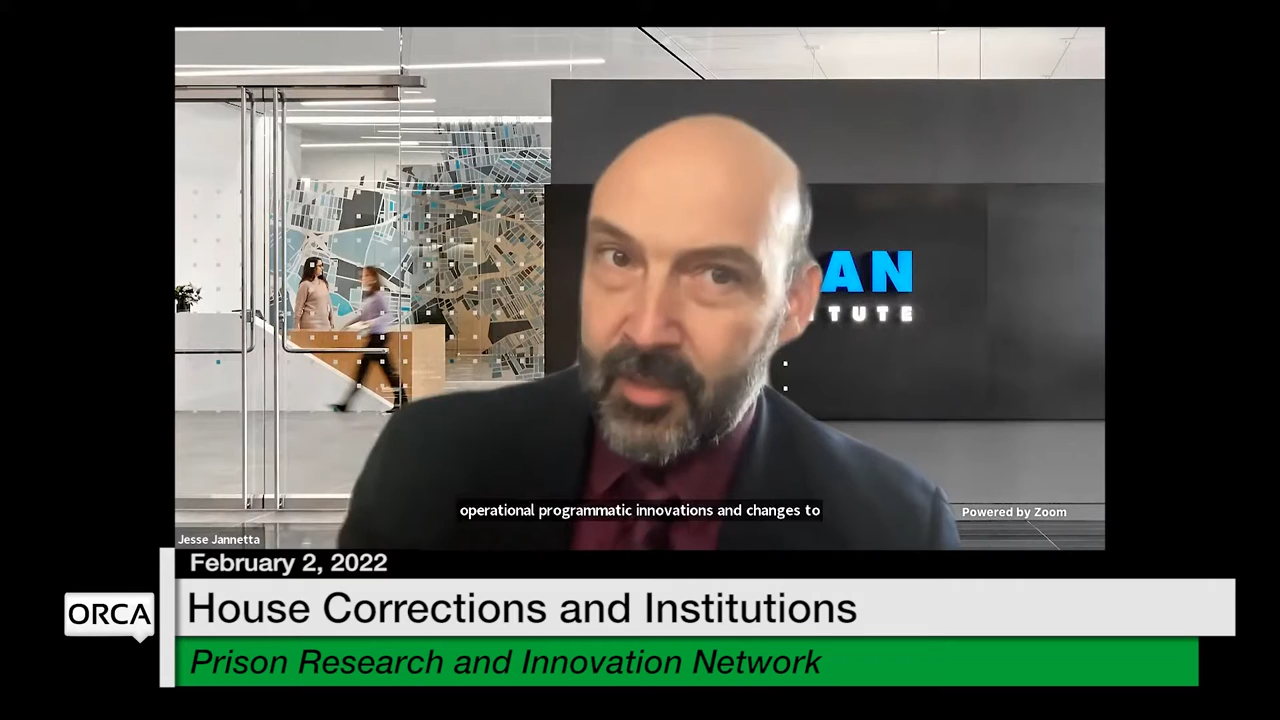 AN
TUTE
operational programmatic innovations and changes to
Powered by Zoom
Jesse Jannetta
February 2, 2022
ORCA
House Corrections and Institutions
Prison Research and Innovation Network